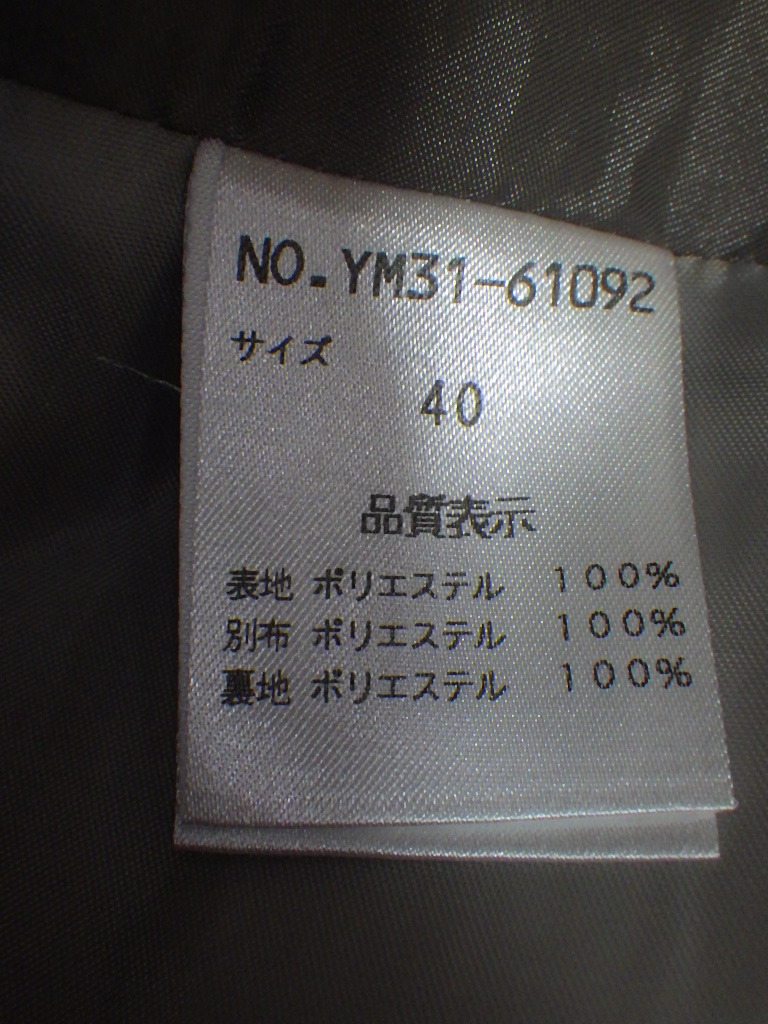 NO.YM31-61092
サイズ
40
品質表示
表地 ポリエステル 100%
別布 ポリエステル 100%
裏地 ポリエステル 100%